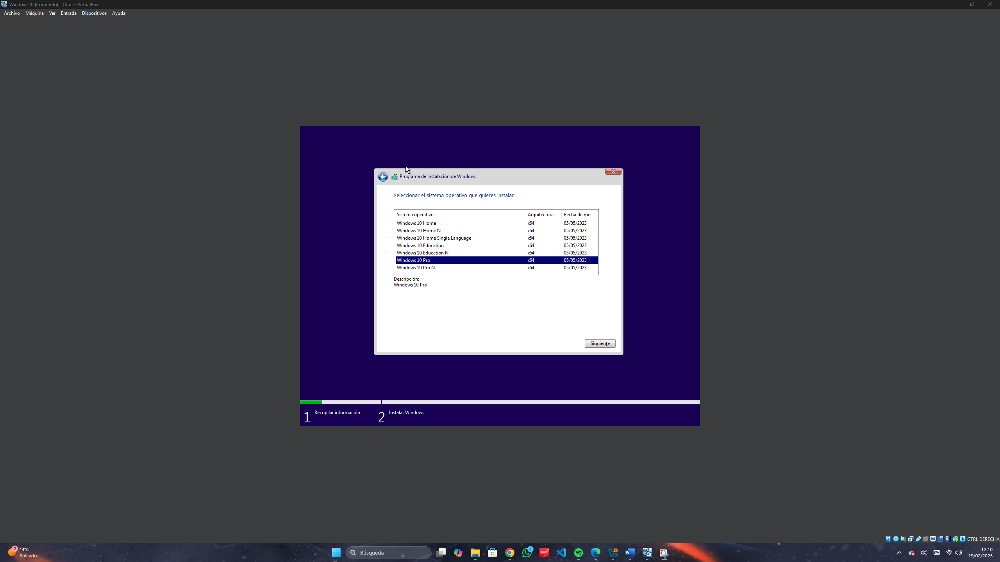 Windows10 [Corriendo] - Oracle VirtualBox
Archivo Máquina Ver Entrada Dispositivos Ayuda
Programa de instalación de Windows
Seleccionar el sistema operativo que quieres instalar
Sistema operativo Arquitectura Fecha de mo...
Windows 10 Home x64 05/05/2023
Windows 10 Home N x64 05/05/2023
Windows 10 Home Single Language x64 05/05/2023
Windows 10 Education x64 05/05/2023
Windows 10 Education N x64 05/05/2023
Windows 10 Pro x64 05/05/2023
Windows 10 Pro N x64 05/05/2023
Descripción:
Windows 10 Pro
Siguiente
1 Recopilar información 2 Instalar Windows
CTRL DERECHA
2 14°C
Soleado
Búsqueda
1
PDF
W
x64
10
12:10
19/02/2025